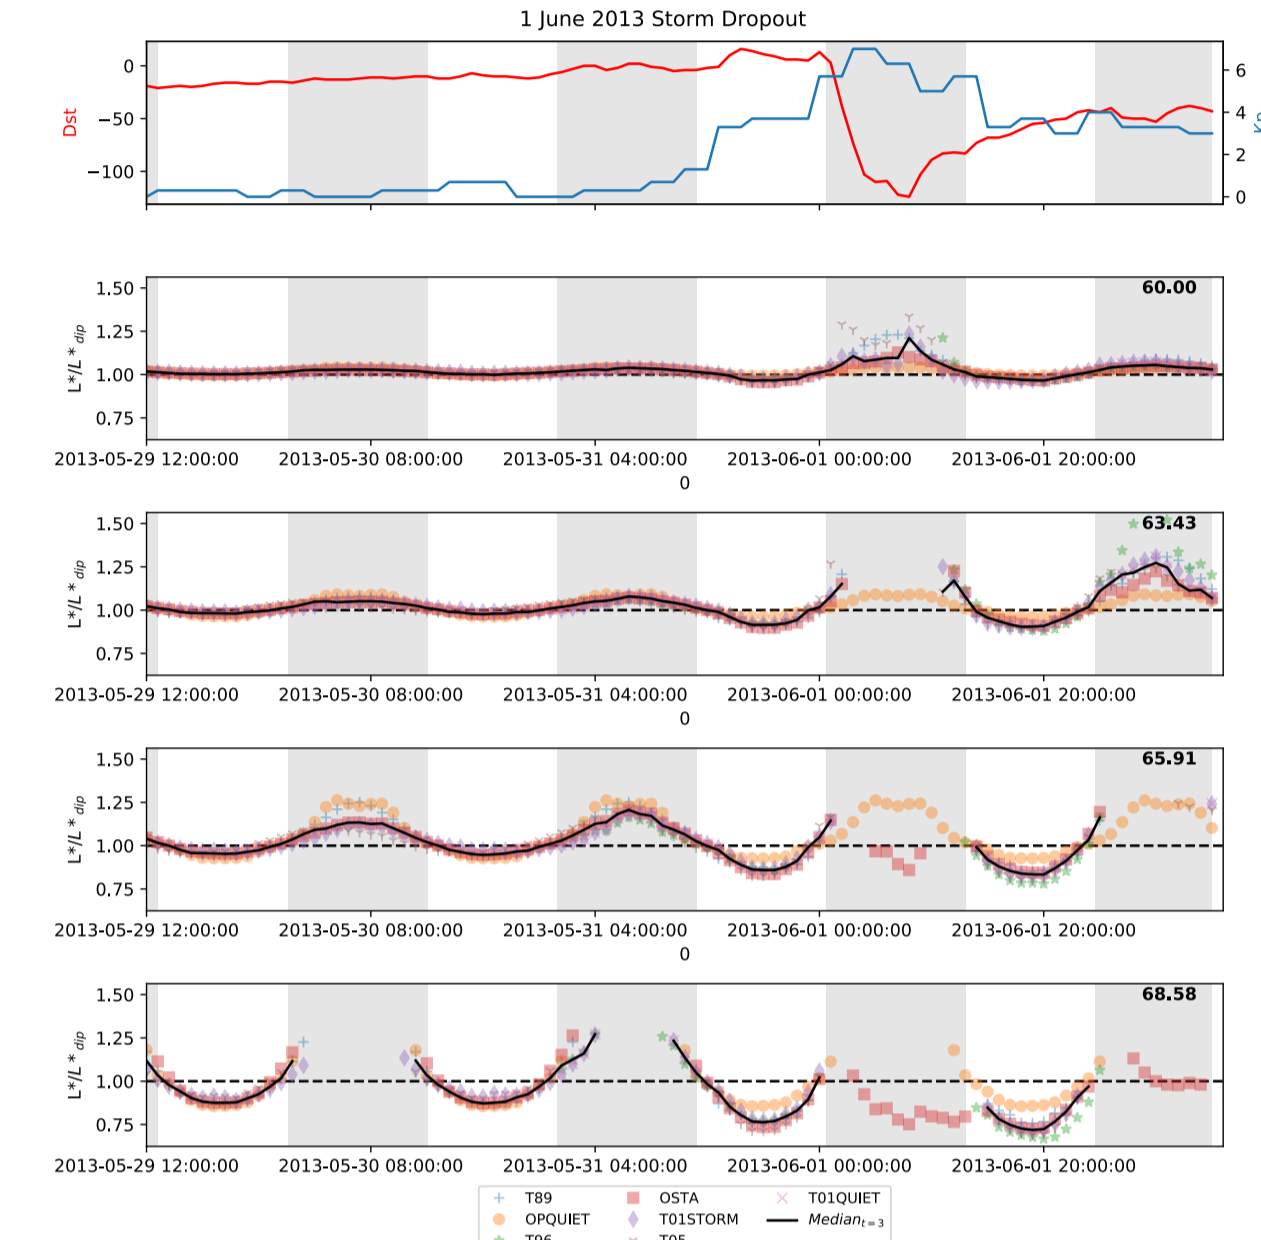 1 June 2013 Storm Dropout
0
−50
−100
Dst
6
4
2
0
1.50
1.25
1.00
0.75
L*/L*dip
60.00
2013-05-29 12:00:00 2013-05-30 08:00:00 2013-05-31 04:00:00 2013-06-01 00:00:00 2013-06-01 20:00:00
0
1.50
1.25
1.00
0.75
L*/L*dip
63.43
2013-05-29 12:00:00 2013-05-30 08:00:00 2013-05-31 04:00:00 2013-06-01 00:00:00 2013-06-01 20:00:00
0
1.50
1.25
1.00
0.75
L*/L*dip
65.91
2013-05-29 12:00:00 2013-05-30 08:00:00 2013-05-31 04:00:00 2013-06-01 00:00:00 2013-06-01 20:00:00
0
1.50
1.25
1.00
0.75
L*/L*dip
68.58
2013-05-29 12:00:00 2013-05-30 08:00:00 2013-05-31 04:00:00 2013-06-01 00:00:00 2013-06-01 20:00:00
T89 OSTA T01QUIET
OPQUIET T01STORM Median t=3